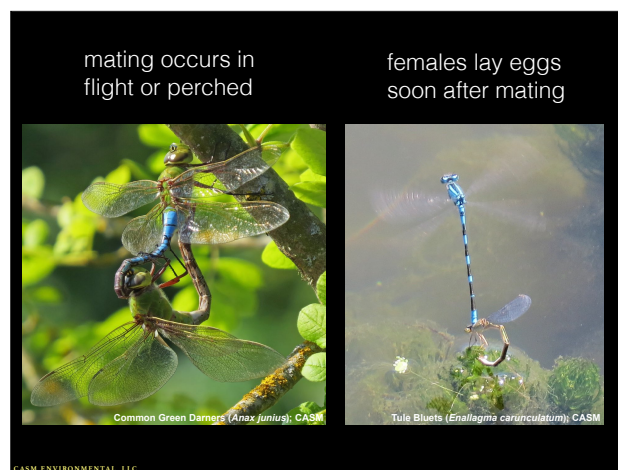 mating occurs in
flight or perched
females lay eggs
soon after mating
Common Green Darners (Anax junius); CASM
Tule Bluets (Enallagma carunculatum); CASM
CASM ENVIRONMENTAL, LLC